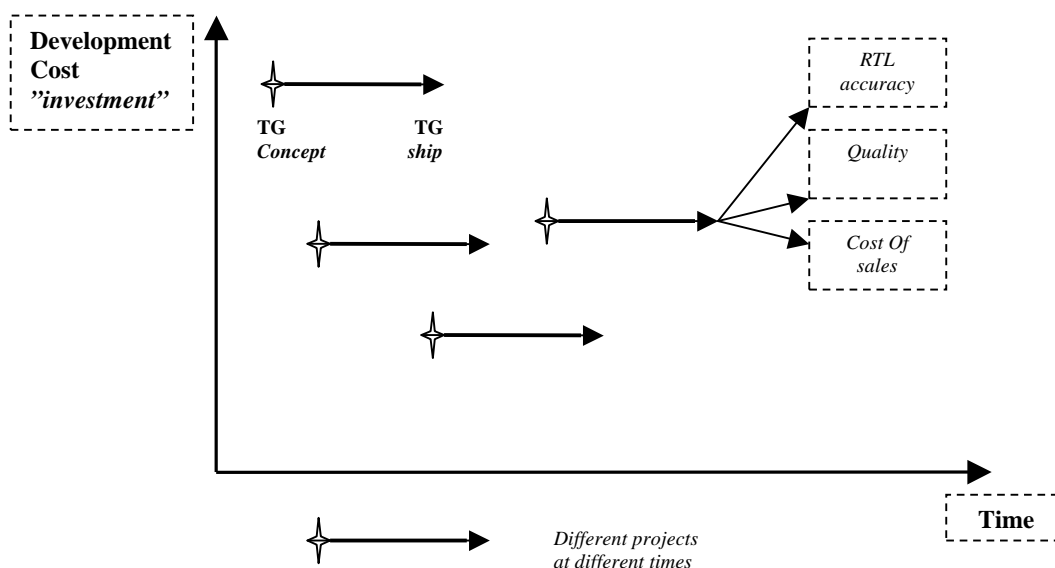 Development
Cost
”investment”
RTL
accuracy
TG
Concept
TG
ship
Quality
Cost Of
sales
Time
Different projects
at different times